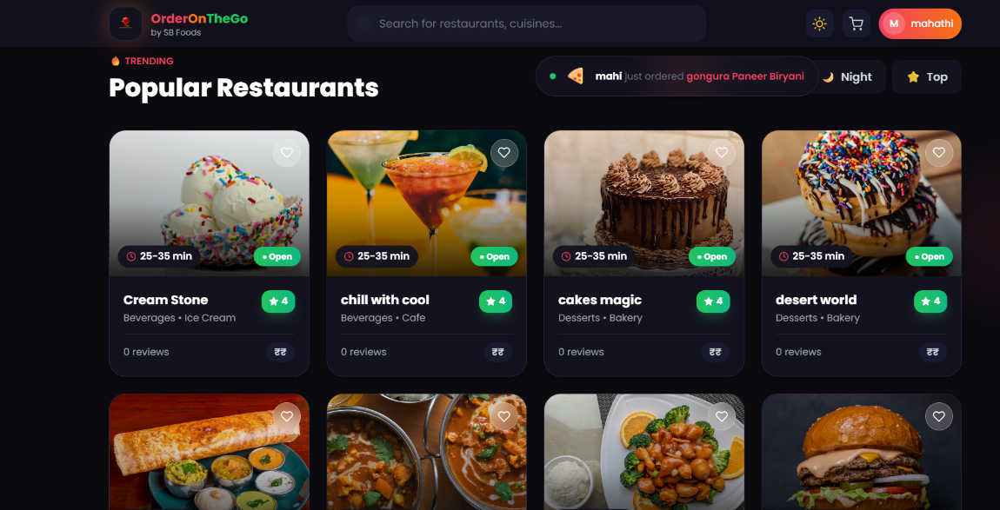 OrderOnTheGo
by SB Foods
Search for restaurants, cuisines...
M mahathi
TRENDING
Popular Restaurants
mahi just ordered gongura Paneer Biryani
Night
Top
25-35 min
• Open
25-35 min
• Open
25-35 min
• Open
25-35 min
• Open
Cream Stone
4
Beverages • Ice Cream
0 reviews
₹₹
chill with cool
4
Beverages • Cafe
0 reviews
₹₹
cakes magic
4
Desserts • Bakery
0 reviews
₹₹
desert world
4
Desserts • Bakery
0 reviews
₹₹